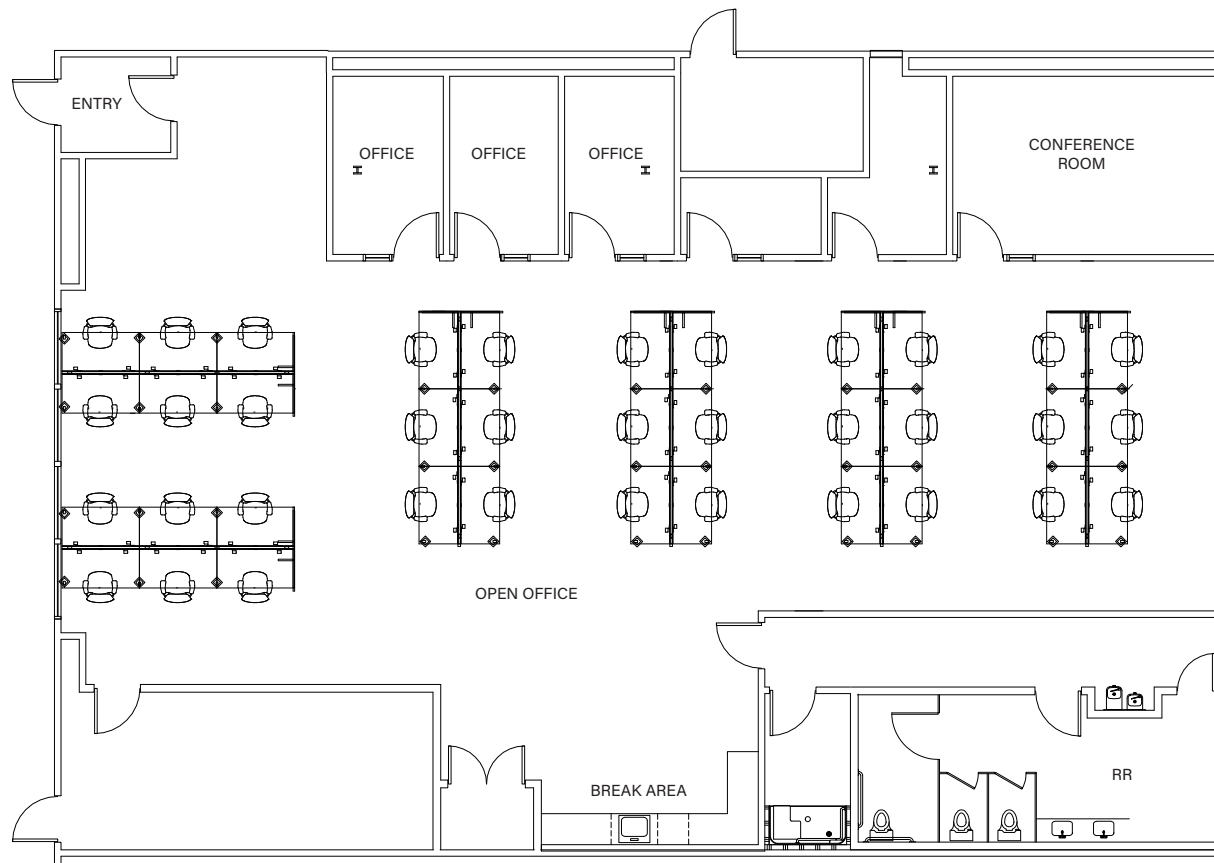 ENTRY
OFFICE
OFFICE
OFFICE
CONFERENCE
ROOM
OPEN OFFICE
BREAK AREA
RR